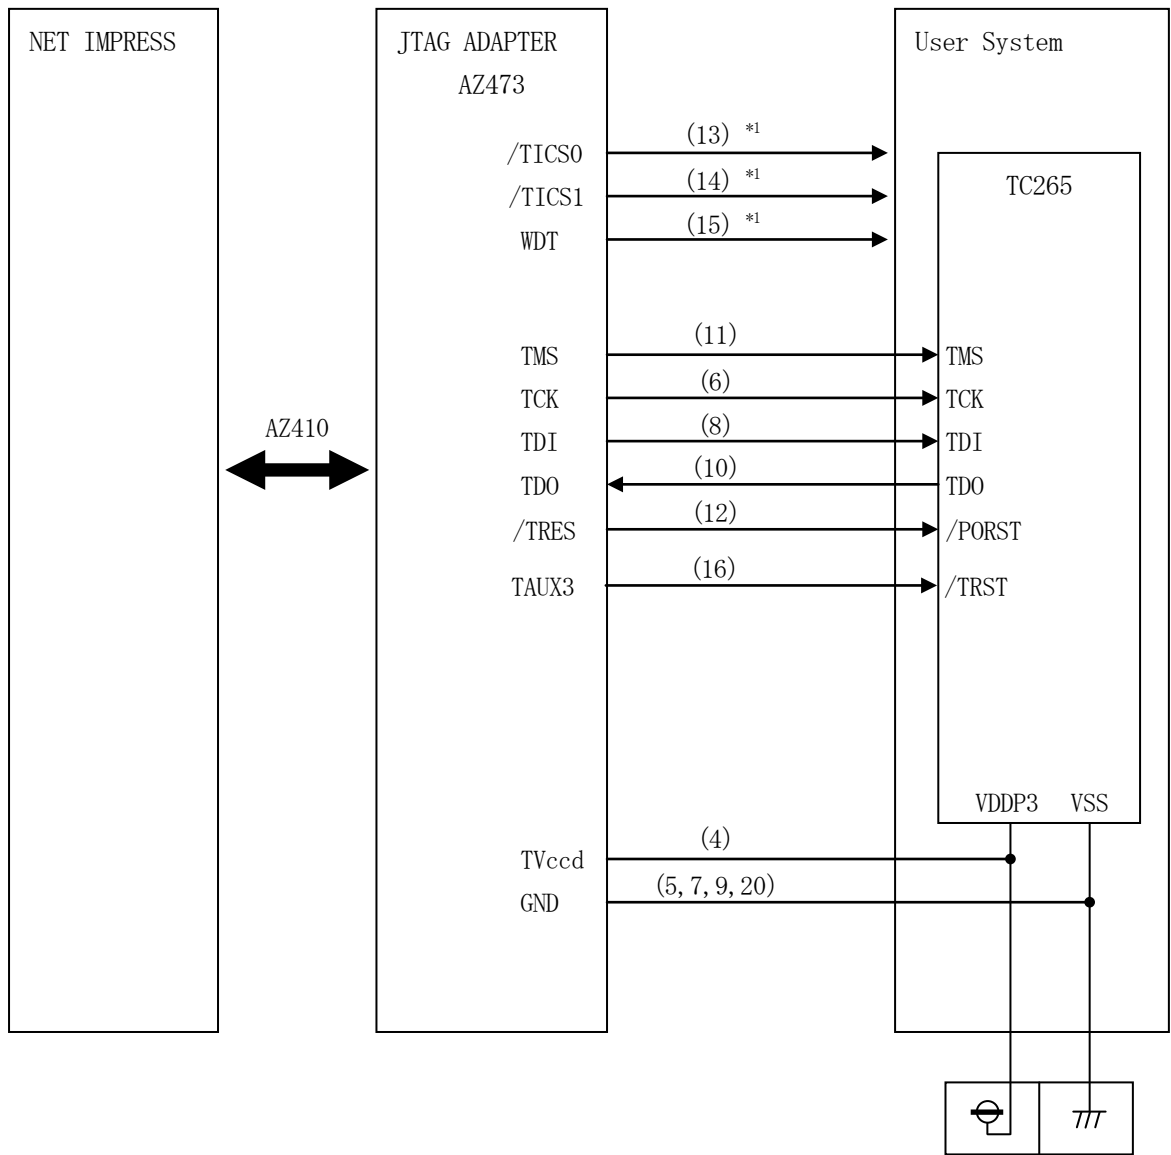 NET IMPRESS
JTAG ADAPTER
AZ473
User System
/TICS0 (13) *1
/TICS1 (14) *1
WDT (15) *1
TC265
TMS (11) TMS
TCK (6) TCK
AZ410
TDI (8) TDI
TDO (10) TDO
/TRES (12) /PORST
TAUX3 (16) /TRST
VDDP3 VSS
TVccd (4)
GND (5,7,9,20)